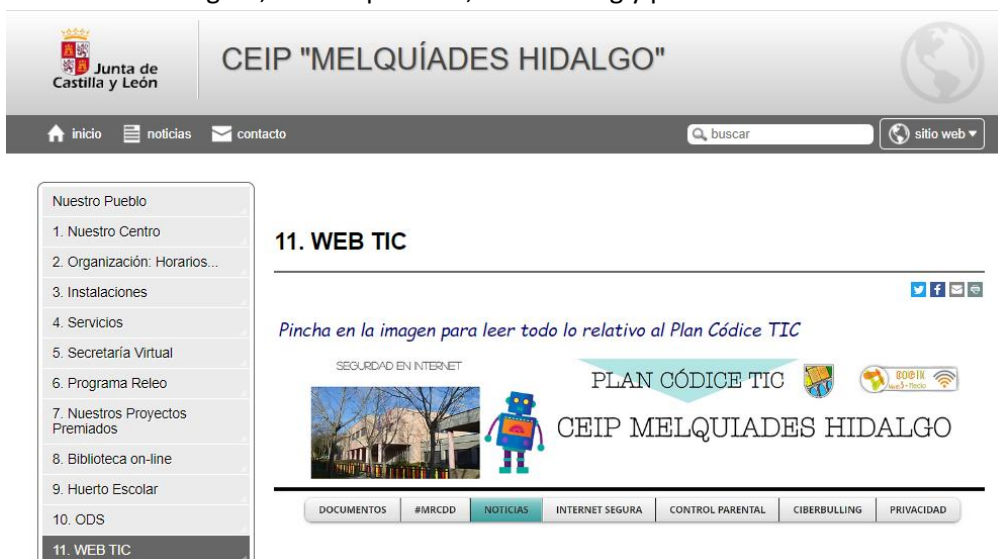 Junta de
Castilla y León
CEIP "MELQUÍADES HIDALGO"
inicio
noticias
contacto
buscar
sitio web
Nuestro Pueblo
1. Nuestro Centro
2. Organización: Horarios...
3. Instalaciones
4. Servicios
5. Secretaría Virtual
6. Programa Releo
7. Nuestros Proyectos
Premiados
8. Biblioteca on-line
9. Huerto Escolar
10. ODS
11. WEB TIC
11. WEB TIC
Pincha en la imagen para leer todo lo relativo al Plan Códice TIC
SEGURDAD EN INTERNET
PLAN CÓDICE TIC
CEIP MELQUIADES HIDALGO
DOCUMENTOS
#MRCDD
NOTICIAS
INTERNET SEGURA
CONTROL PARENTAL
CIBERBULLING
PRIVACIDAD